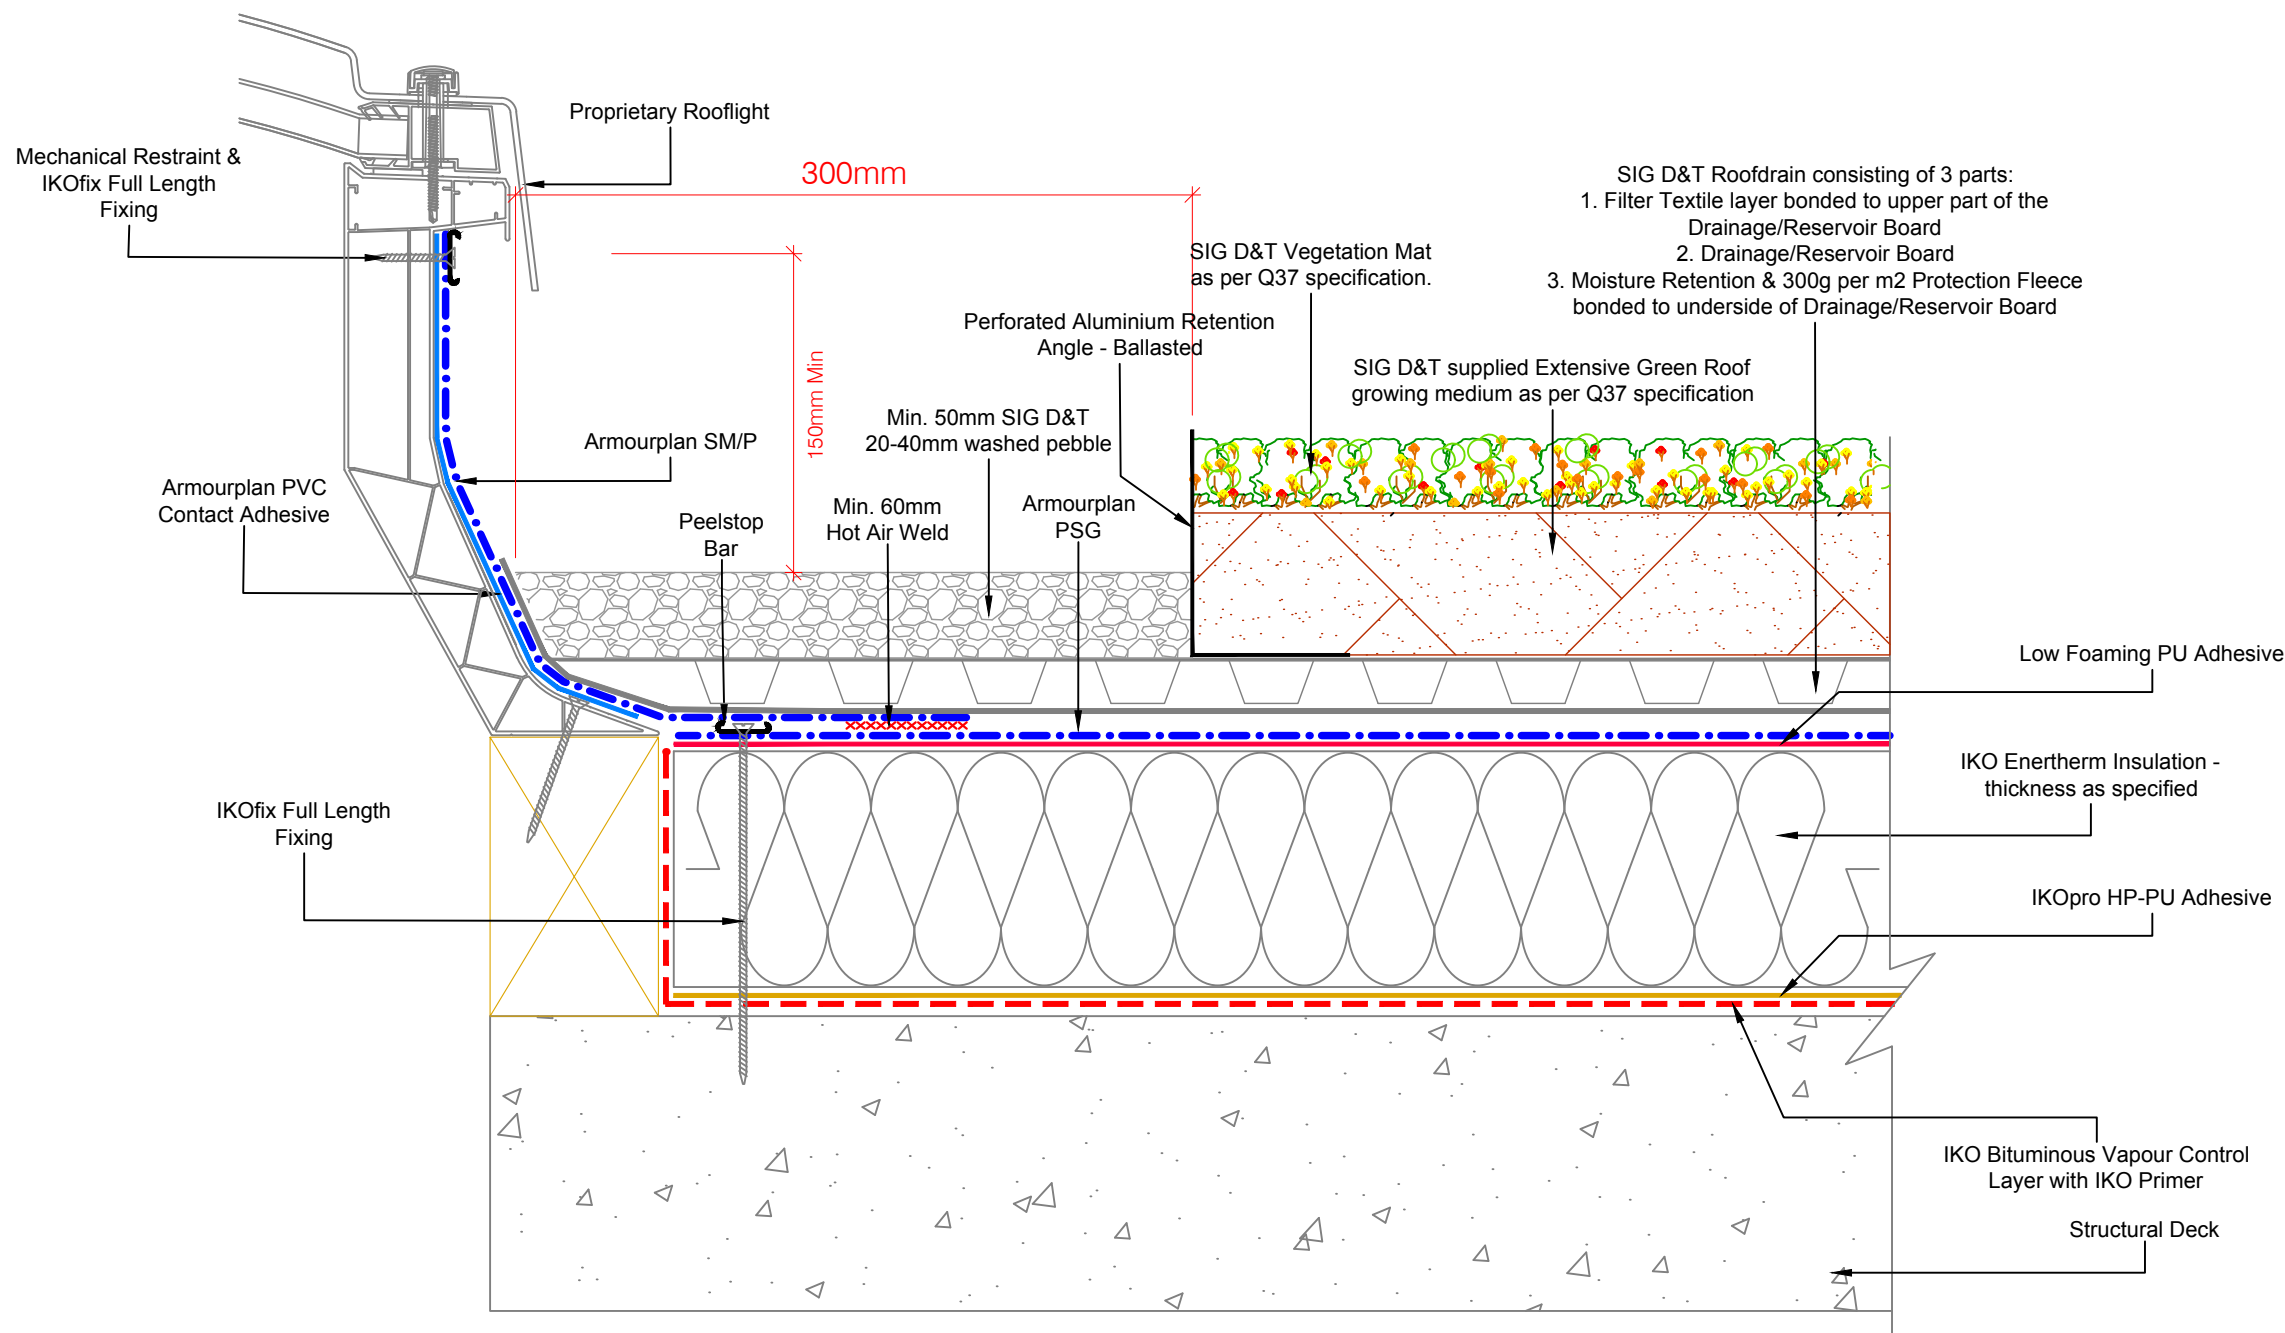 Proprietary Rooflight
Mechanical Restraint &
IKOfix Full Length
Fixing
300mm
SIG D&T Roofdrain consisting of 3 parts:
1. Filter Textile layer bonded to upper part of the
Drainage/Reservoir Board
2. Drainage/Reservoir Board
3. Moisture Retention & 300g per m2 Protection Fleece
bonded to underside of Drainage/Reservoir Board
SIG D&T Vegetation Mat
as per Q37 specification.
Perforated Aluminium Retention
Angle - Ballasted
SIG D&T supplied Extensive Green Roof
growing medium as per Q37 specification
150mm Min
Min. 50mm SIG D&T
20-40mm washed pebble
Armourplan SM/P
Armourplan PVC
Contact Adhesive
Peelstop
Bar
Min. 60mm
Hot Air Weld
Armourplan
PSG
Low Foaming PU Adhesive
IKO Enertherm Insulation -
thickness as specified
IKOfix Full Length
Fixing
IKOpro HP-PU Adhesive
IKO Bituminous Vapour Control
Layer with IKO Primer
Structural Deck